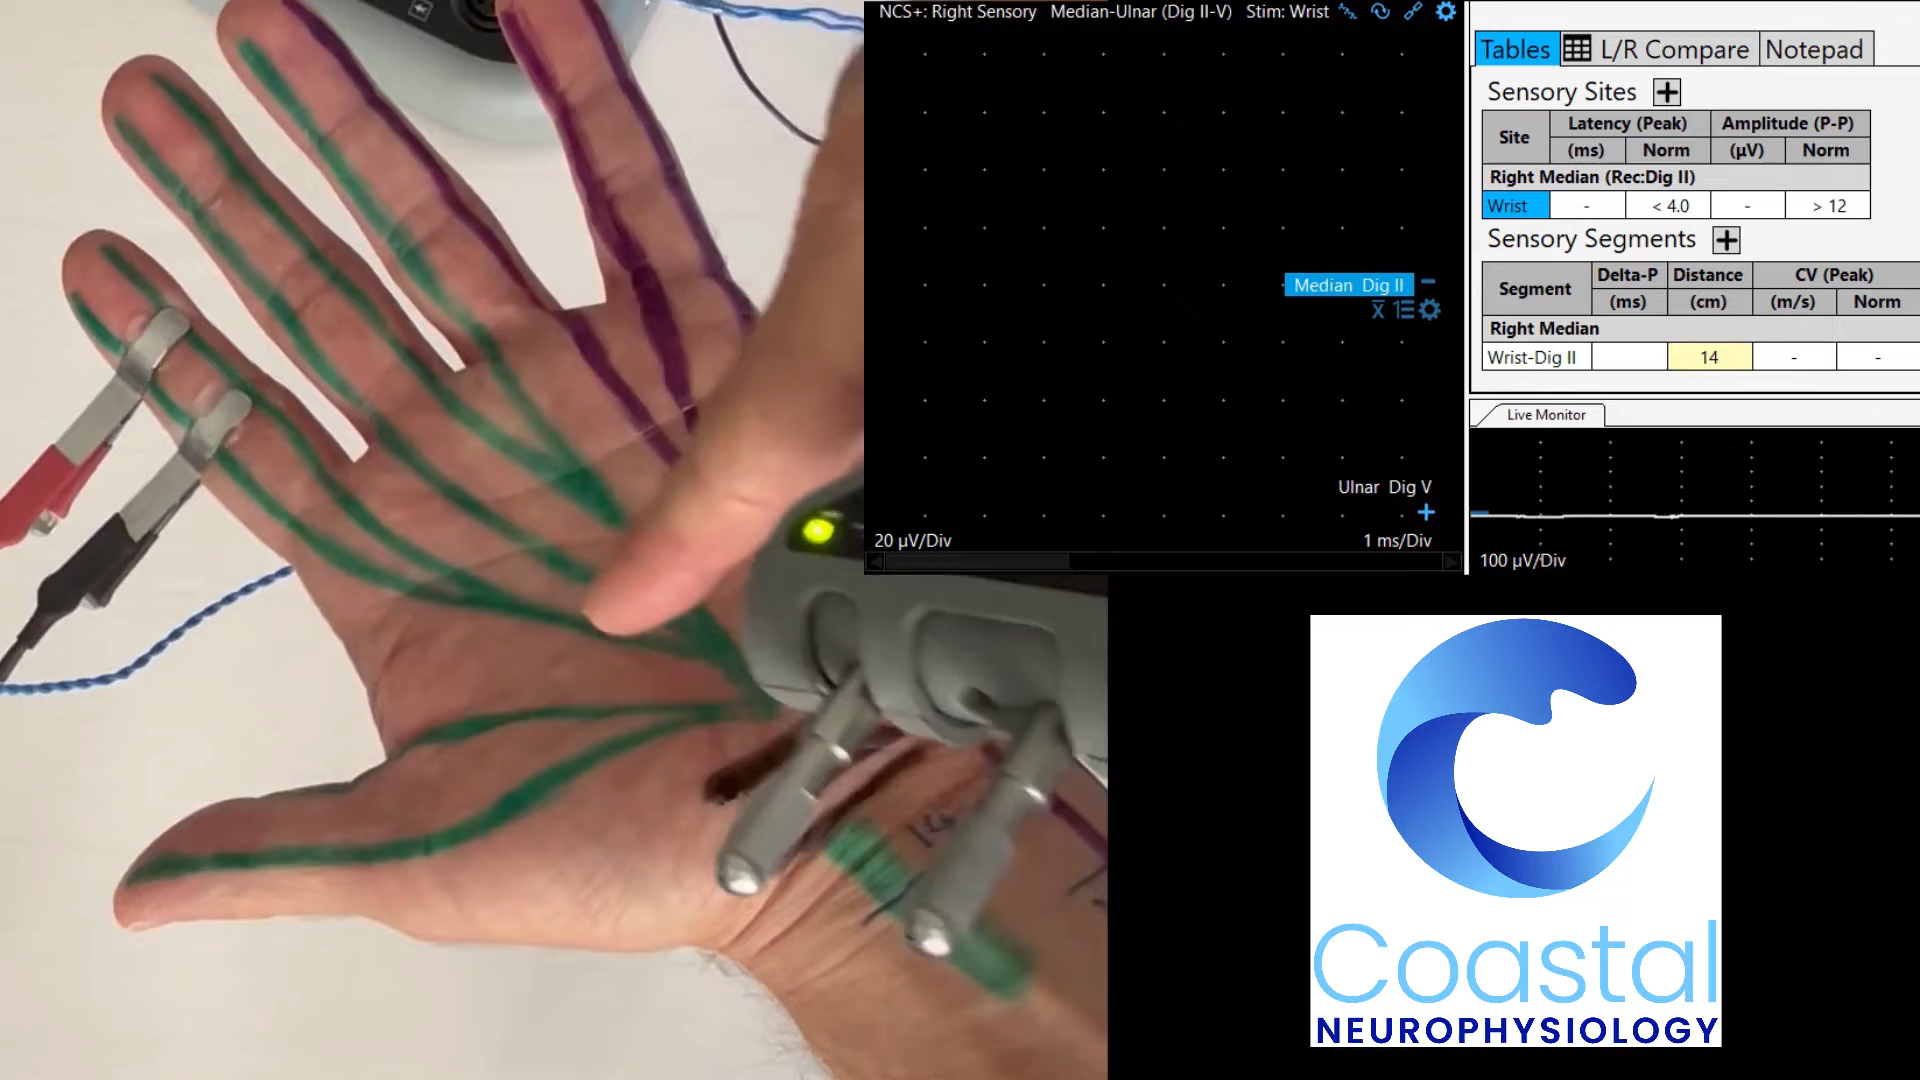 NCS+: Right Sensory Median-Ulnar (Dig II-V) Stim: Wrist
Median Dig II
x 1
Ulnar Dig V
20 µV/Div 1 ms/Div
Tables L/R Compare Notepad
Sensory Sites +
Site Latency (Peak) Amplitude (P-P)
(ms) Norm (µV) Norm
Right Median (Rec:Dig II)
Wrist - < 4.0 - > 12
Sensory Segments +
Segment Delta-P Distance CV (Peak)
(ms) (cm) (m/s) Norm
Right Median
Wrist-Dig II 14 - -
Live Monitor
100 µV/Div
Coastal
NEUROPHYSIOLOGY